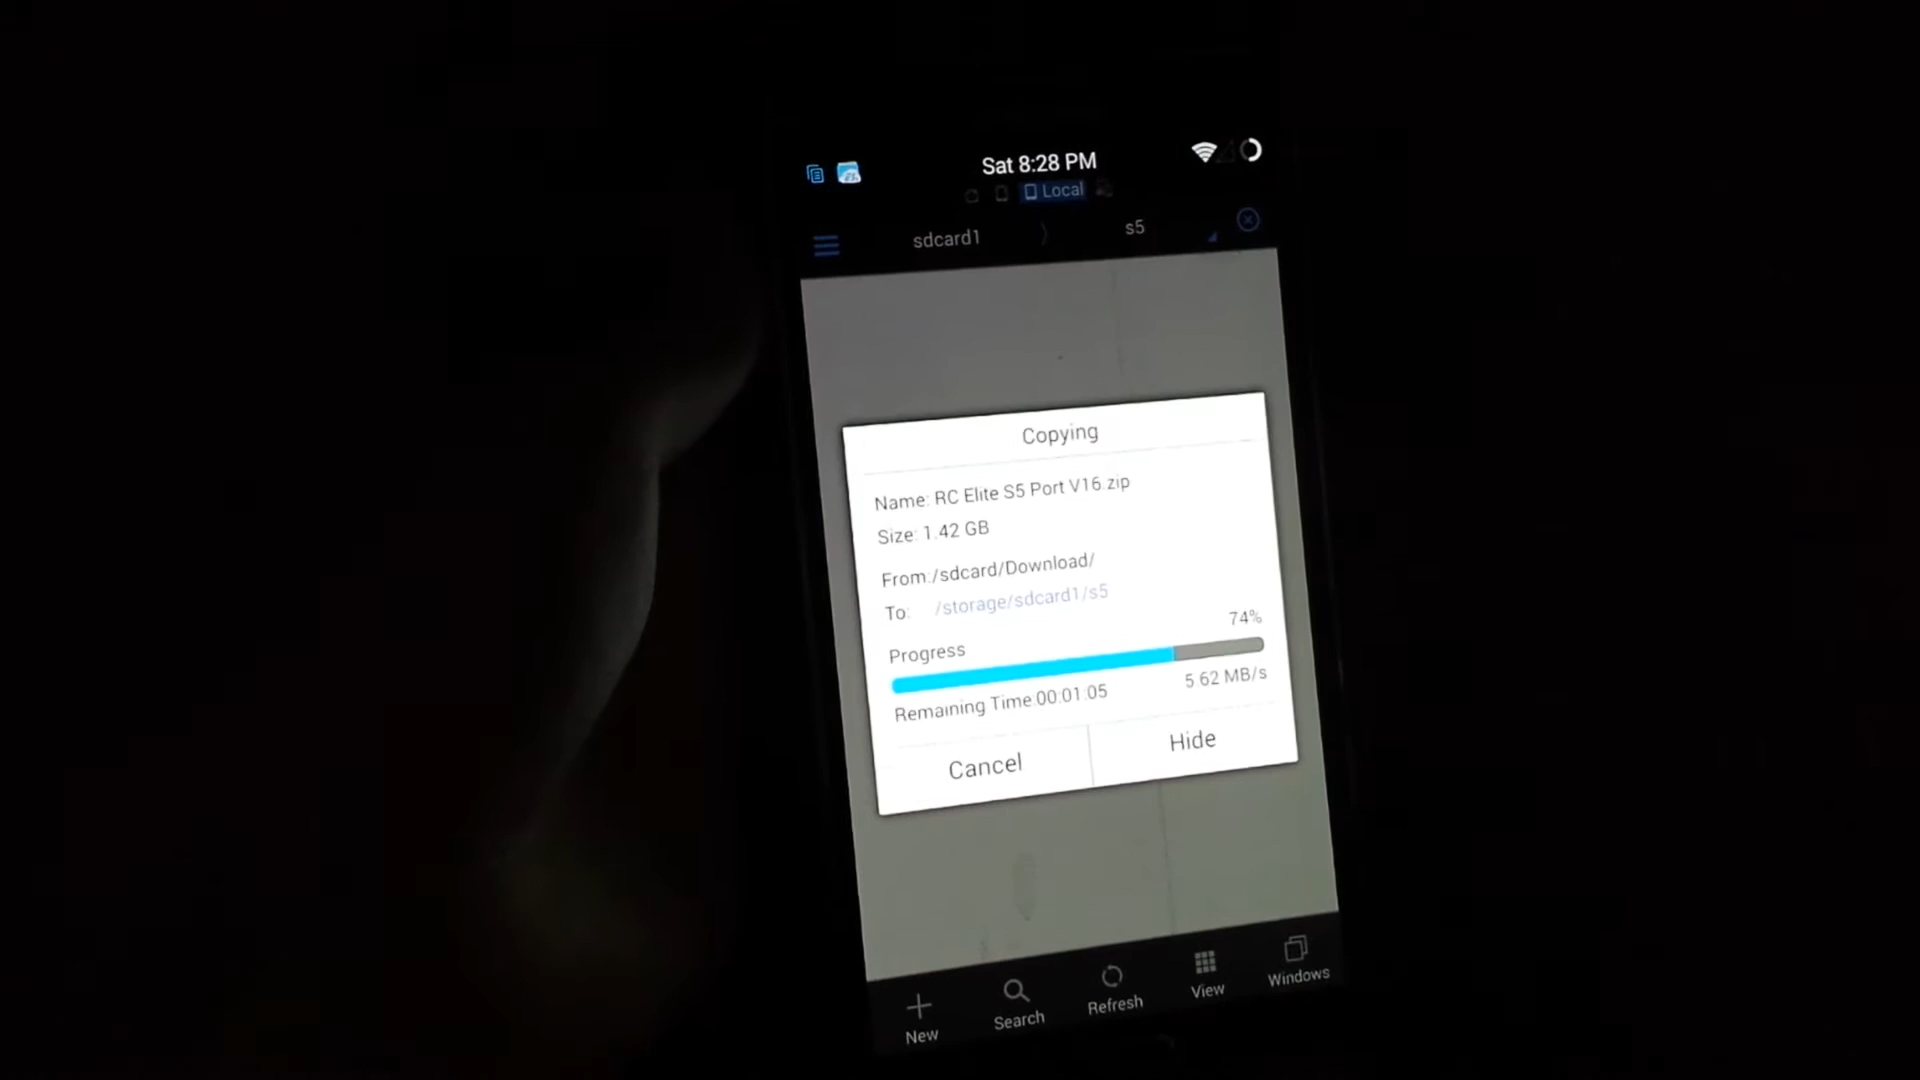 Sat 8:28 PM
Local
sdcard1
s5
Copying
Name: RC Elite S5 Port V16.zip
Size: 1.42 GB
From:/sdcard/Download/
To: /storage/sdcard1/s5
74%
Progress
Remaining Time:00:01:05
5.62 MB/s
Cancel
Hide
New
Search
Refresh
View
Windows